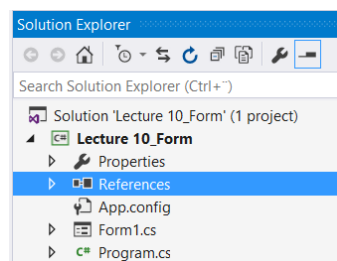 Solution Explorer
Search Solution Explorer (Ctrl+¨)
Solution 'Lecture 10_Form' (1 project)
C# Lecture 10_Form
Properties
References
App.config
Form1.cs
C# Program.cs